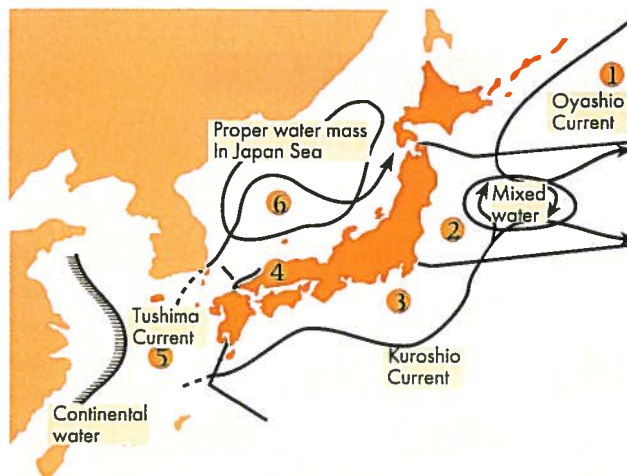 1
Oyashio
Current
Proper water mass
In Japan Sea
Mixed
water
6
2
4
3
Tushima
Current
5
Kuroshio
Current
Continental
water